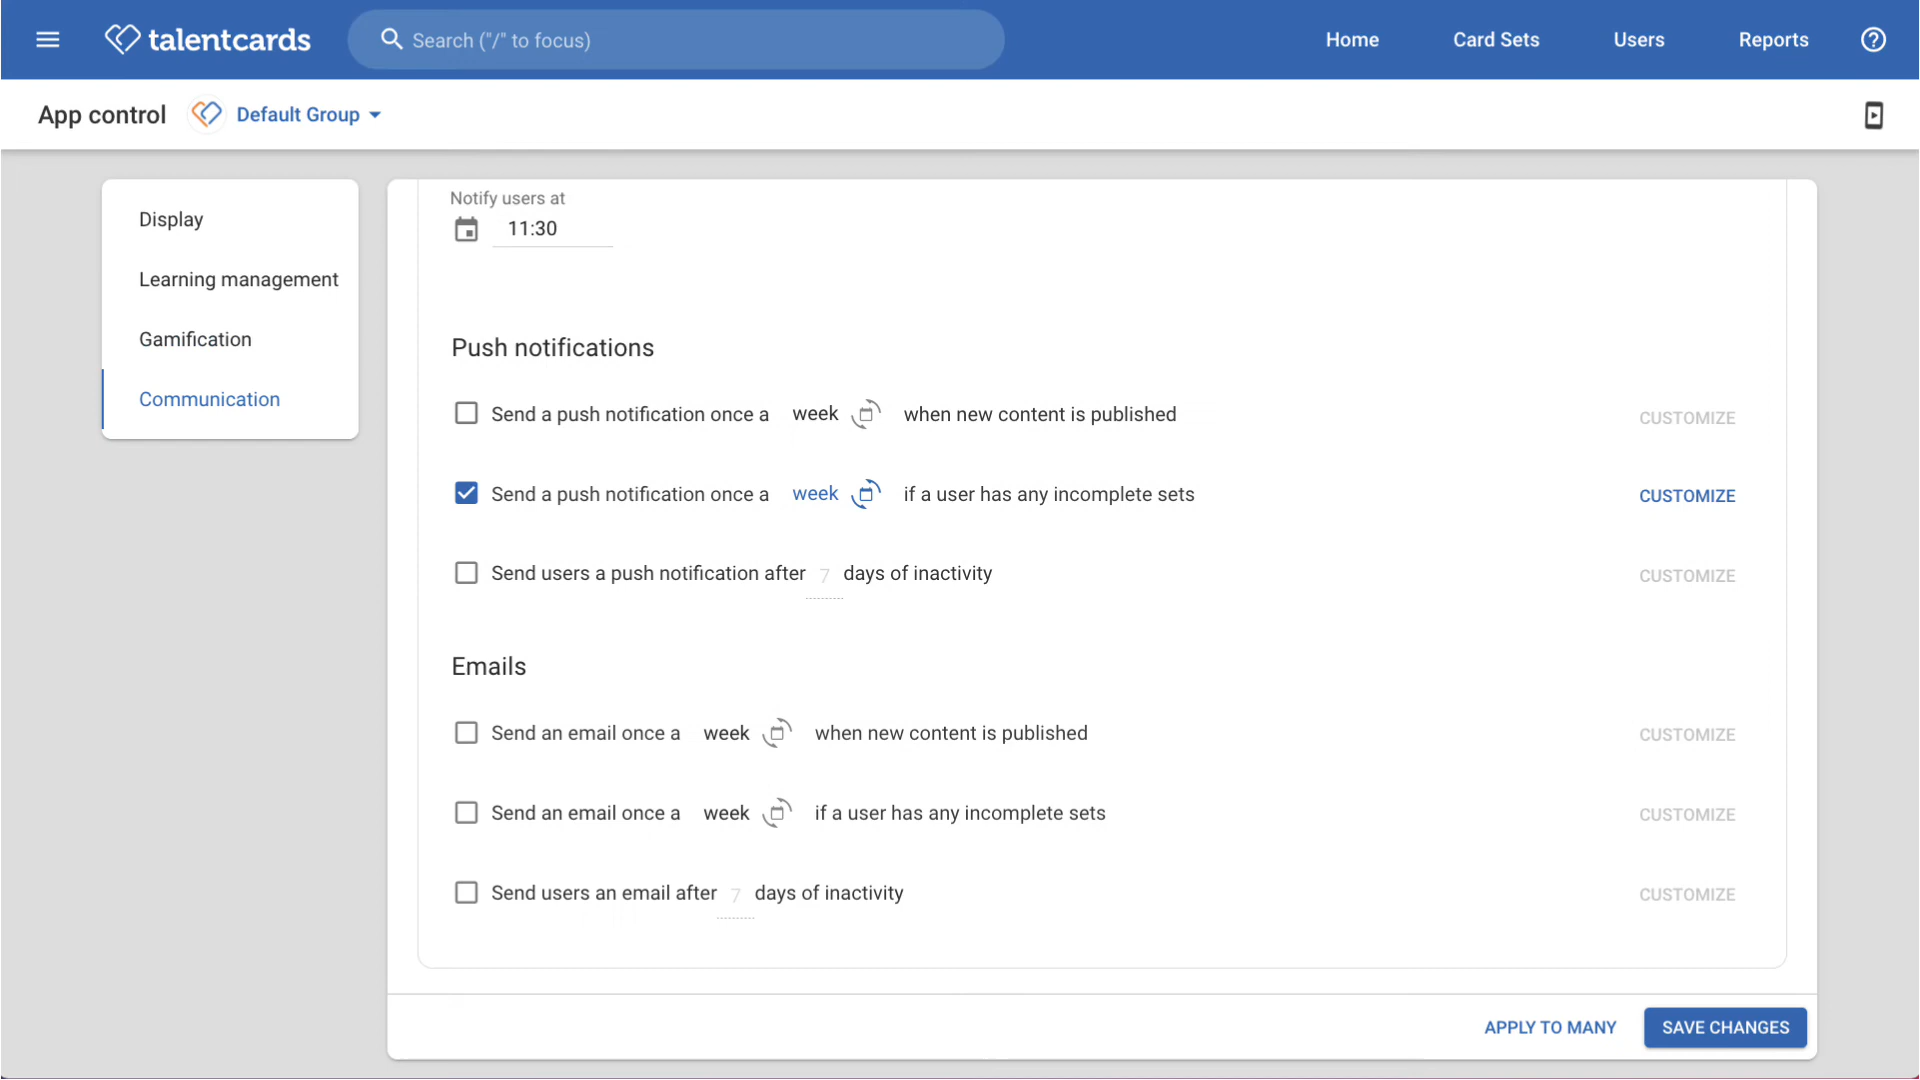 talentcards
Search ("/" to focus)
Home
Card Sets
Users
Reports
App control
Default Group
Display
Learning management
Gamification
Communication
Notify users at
11:30
Push notifications
Send a push notification once a week when new content is published
CUSTOMIZE
Send a push notification once a week if a user has any incomplete sets
CUSTOMIZE
Send users a push notification after 7 days of inactivity
CUSTOMIZE
Emails
Send an email once a week when new content is published
CUSTOMIZE
Send an email once a week if a user has any incomplete sets
CUSTOMIZE
Send users an email after 7 days of inactivity
CUSTOMIZE
APPLY TO MANY
SAVE CHANGES